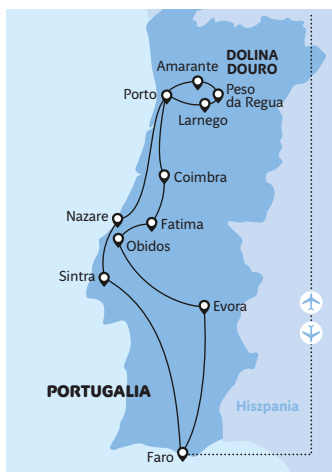 DOLINA
DOURO
Amarante
Porto
Peso
da Regua
Larnego
Coimbra
Nazare
Fatima
Obidos
Sintra
Evora
PORTUGALIA
Hiszpania
Faro